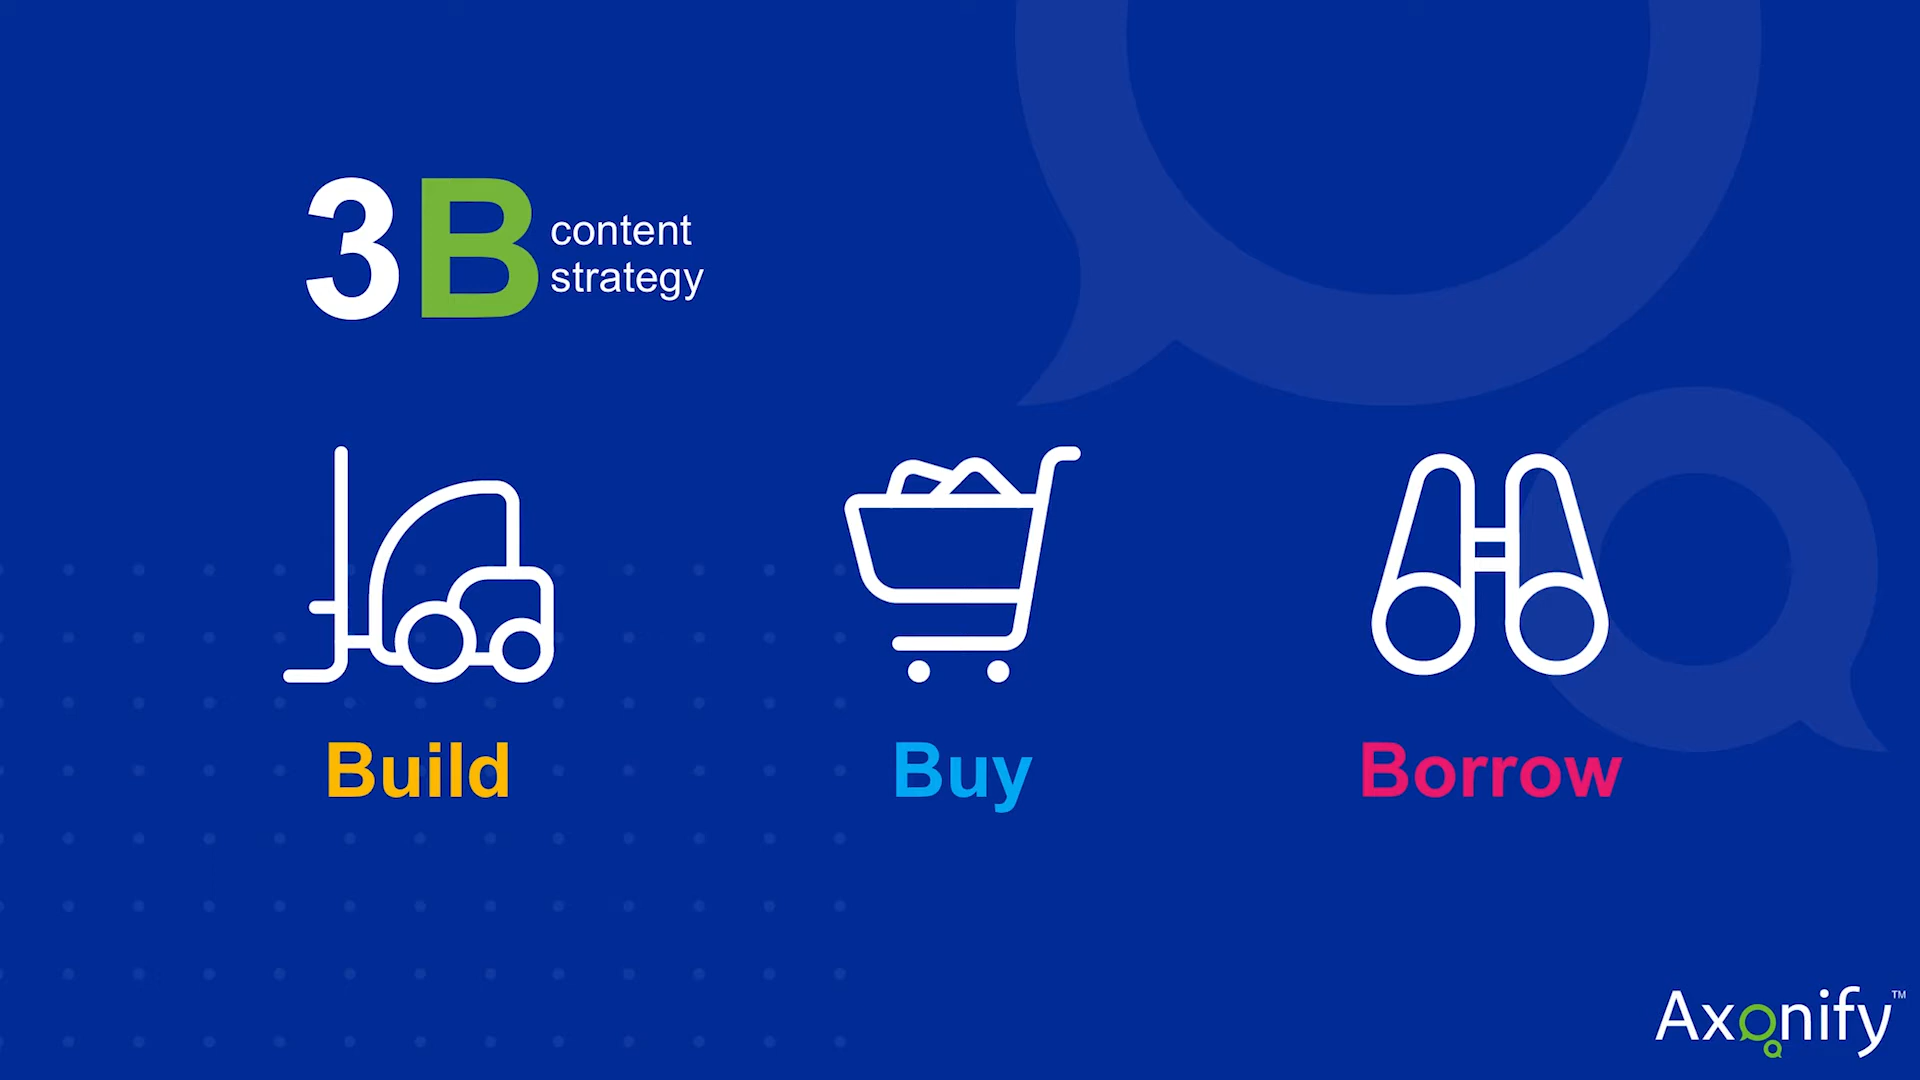 3B content
strategy
Build
Buy
Borrow
Axonify™